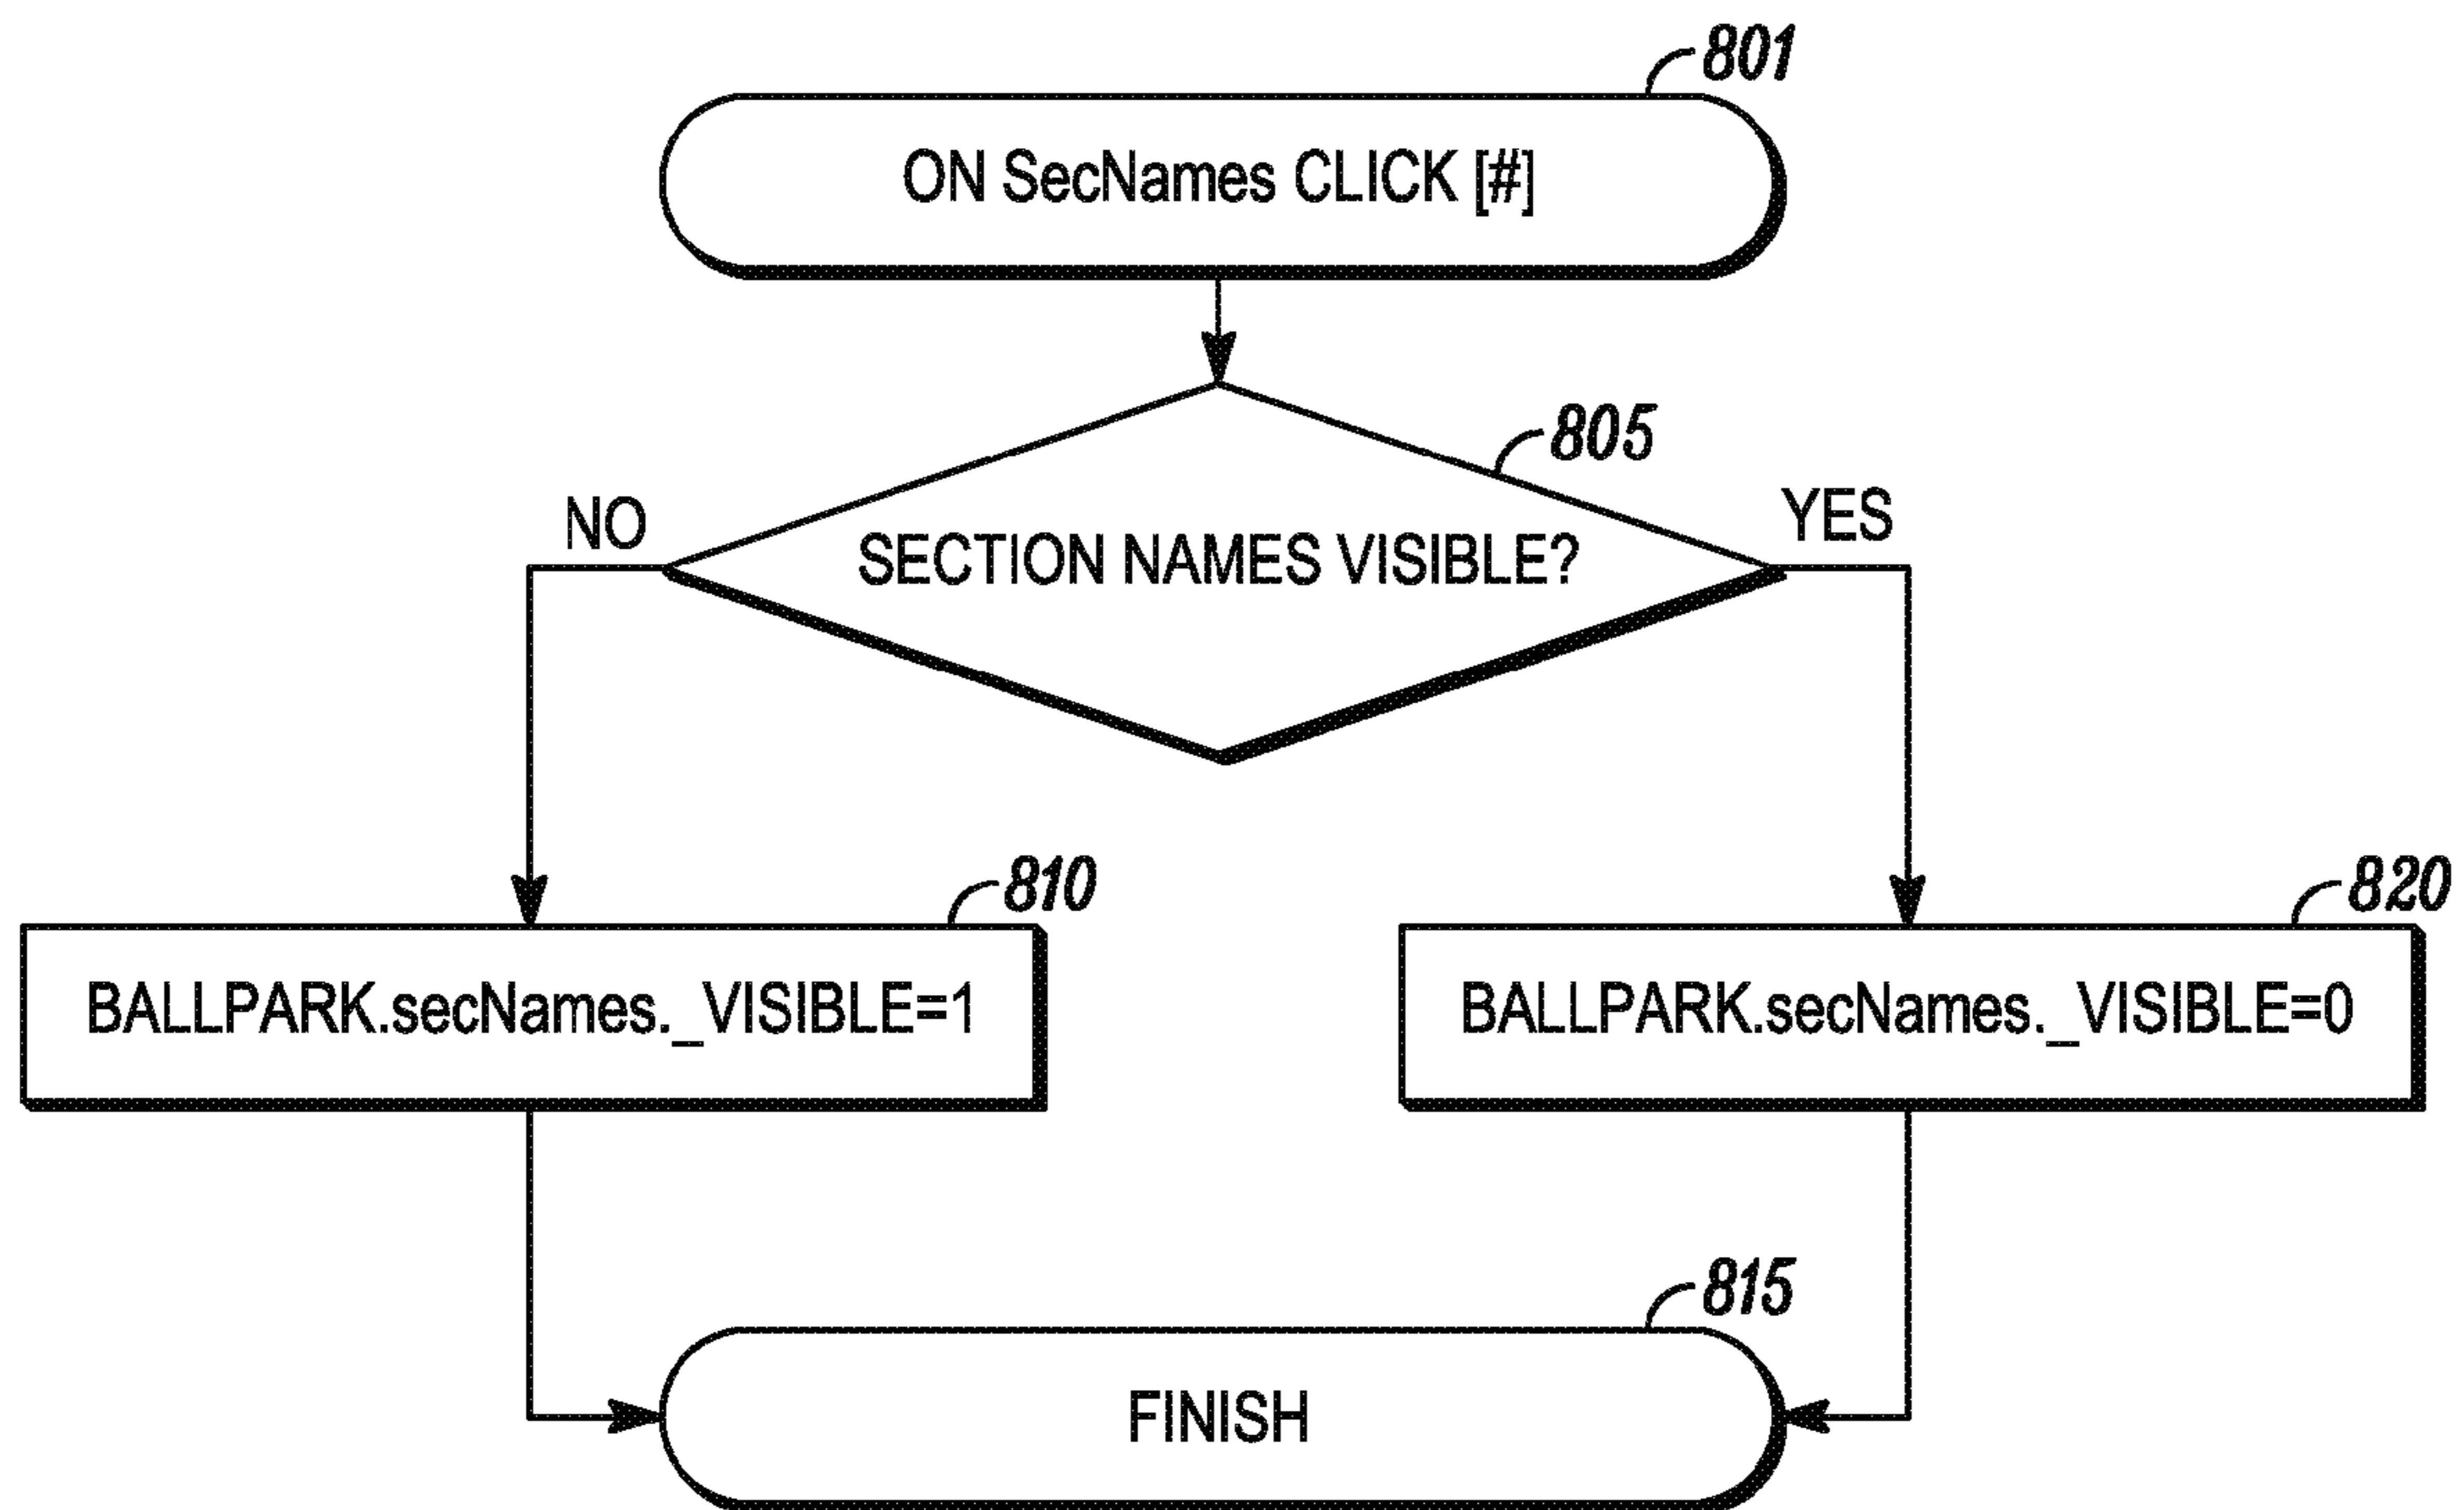 801
ON SecNames CLICK [#]
805
NO
SECTION NAMES VISIBLE?
YES
810
820
BALLPARK.secNames._VISIBLE=1
BALLPARK.secNames._VISIBLE=0
815
FINISH